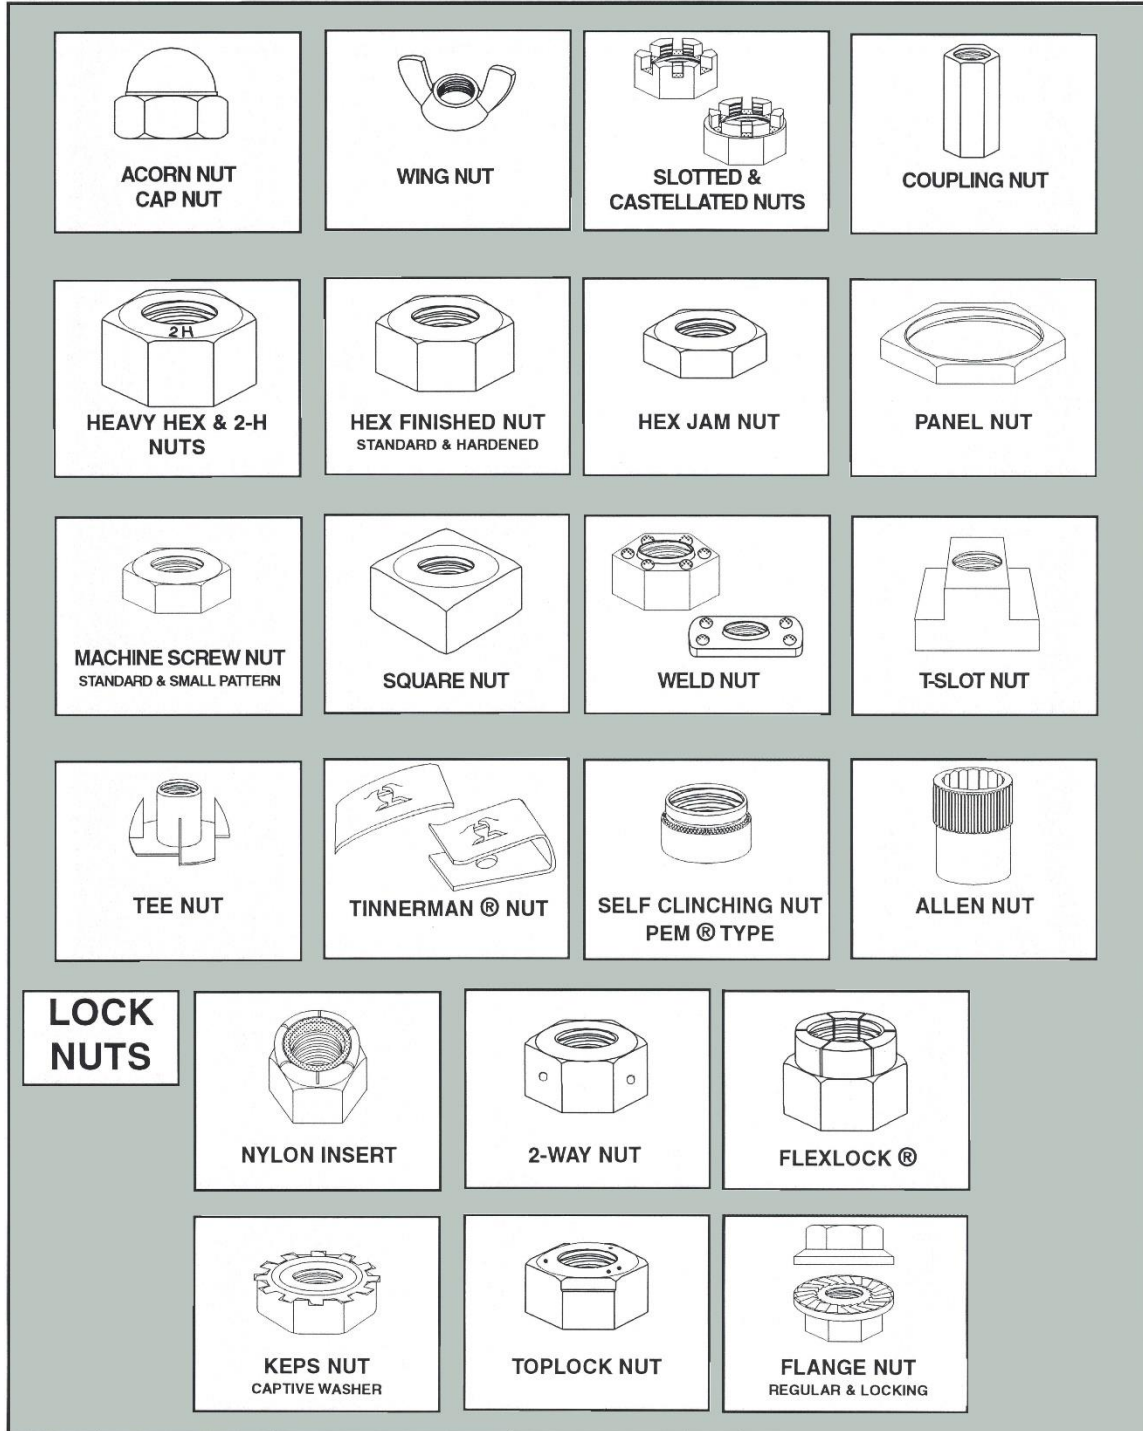 ACORN NUT
CAP NUT
WING NUT
SLOTTED &
CASTELLATED NUTS
COUPLING NUT
2H
HEAVY HEX & 2-H
NUTS
HEX FINISHED NUT
STANDARD & HARDENED
HEX JAM NUT
PANEL NUT
MACHINE SCREW NUT
STANDARD & SMALL PATTERN
SQUARE NUT
WELD NUT
T-SLOT NUT
TEE NUT
TINNERMAN ® NUT
SELF CLINCHING NUT
PEM ® TYPE
ALLEN NUT
LOCK
NUTS
NYLON INSERT
2-WAY NUT
FLEXLOCK ®
KEPS NUT
CAPTIVE WASHER
TOPLOCK NUT
FLANGE NUT
REGULAR & LOCKING